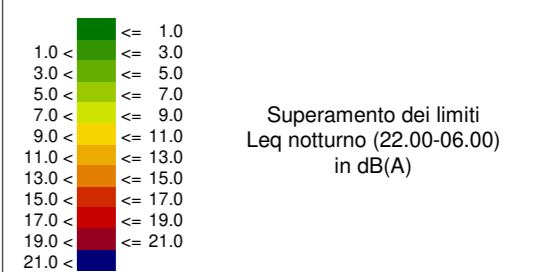 <= 1.0
1.0 < <= 3.0
3.0 < <= 5.0
5.0 < <= 7.0
7.0 < <= 9.0
9.0 < <= 11.0
11.0 < <= 13.0
13.0 < <= 15.0
15.0 < <= 17.0
17.0 < <= 19.0
19.0 < <= 21.0
21.0 <
Superamento dei limiti
Leq notturno (22.00-06.00)
in dB(A)